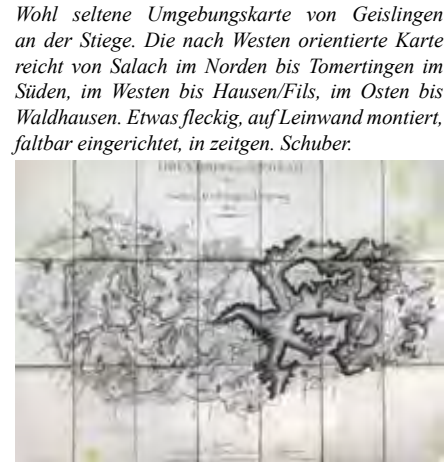 Wohl seltene Umgebungskarte von Geislingen
an der Stiege. Die nach Westen orientierte Karte
reicht von Salach im Norden bis Tomertingen im
Süden, im Westen bis Hausen/Fils, im Osten bis
Waldhausen. Etwas fleckig, auf Leinwand montiert,
faltbar eingerichtet, in zeitgen. Schuber.